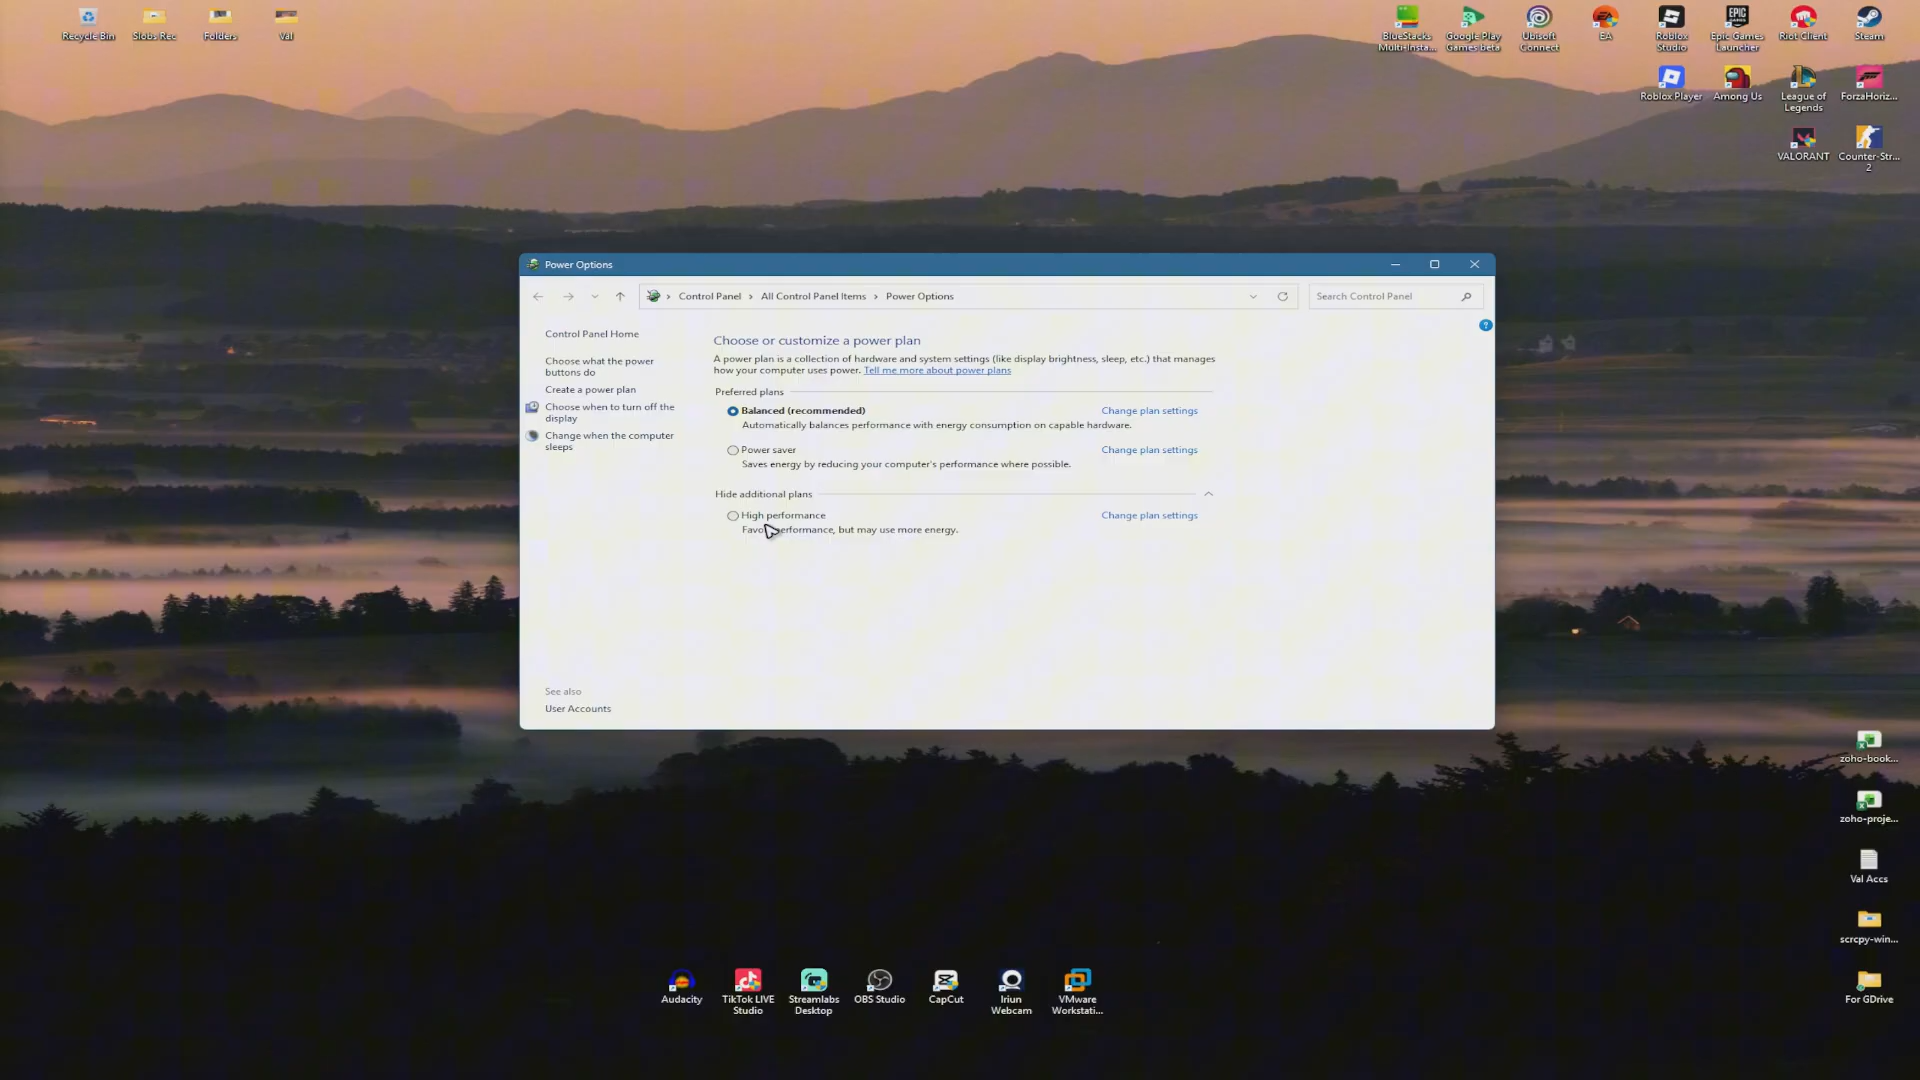 Recycle Bin
Slobs Rec
Folders
Val
BlueStacks
Multi-Insta...
Google Play
Games beta
Ubisoft
Connect
EA
Roblox
Studio
Epic Games
Launcher
Riot Client
Steam
Roblox Player
Among Us
League of
Legends
ForzaHoriz...
VALORANT
Counter-Str...
2
Power Options
Control Panel > All Control Panel Items > Power Options
Search Control Panel
Control Panel Home
Choose what the power
buttons do
Create a power plan
Choose when to turn off the
display
Change when the computer
sleeps
Choose or customize a power plan
A power plan is a collection of hardware and system settings (like display brightness, sleep, etc.) that manages
how your computer uses power. Tell me more about power plans
Preferred plans
Balanced (recommended) Change plan settings
Automatically balances performance with energy consumption on capable hardware.
Power saver Change plan settings
Saves energy by reducing your computer's performance where possible.
Hide additional plans
High performance Change plan settings
performance, but may use more energy.
See also
User Accounts
zoho-book...
zoho-proje...
Val Accs
scrcpy-win...
For GDrive
Audacity
TikTok LIVE
Studio
Streamlabs
Desktop
OBS Studio
CapCut
Iriun
Webcam
VMware
Workstati...